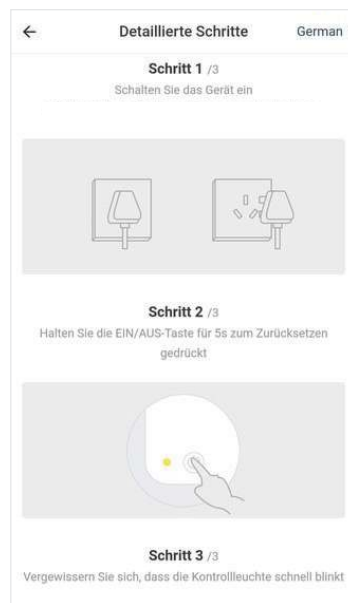 Detaillierte Schritte German
Schritt 1 /3
Schalten Sie das Gerät ein
Schritt 2 /3
Halten Sie die EIN/AUS-Taste für 5s zum Zurücksetzen
gedrückt
Schritt 3 /3
Vergewissern Sie sich, dass die Kontrollleuchte schnell blinkt